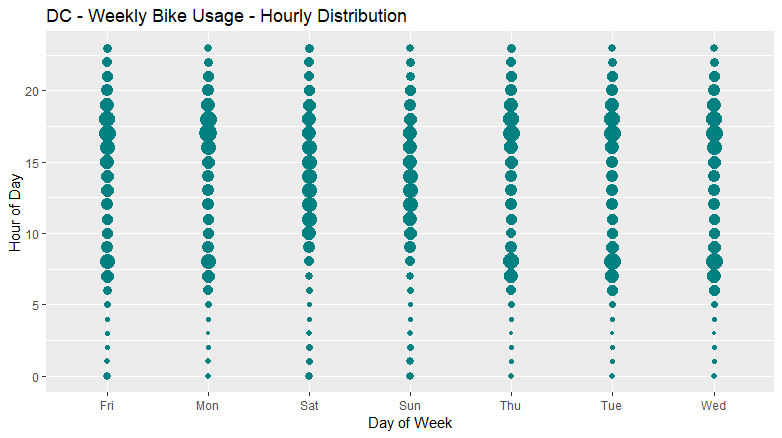 DC - Weekly Bike Usage - Hourly Distribution
Hour of Day
20
15
10
5
0
Fri Mon Sat Sun Thu Tue Wed
Day of Week